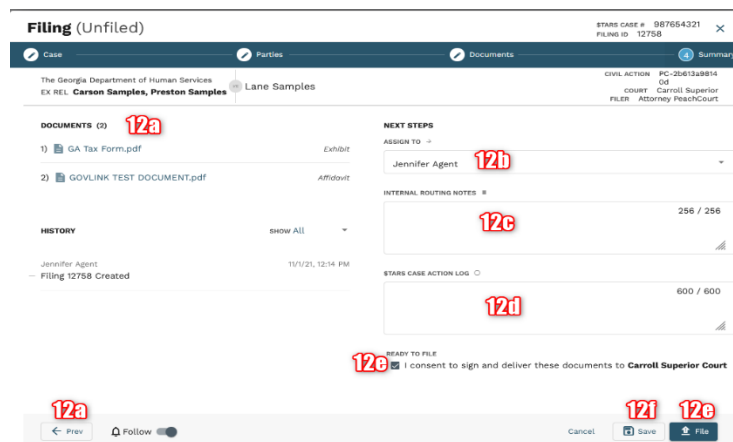 Filing (Unfiled)
STARS CASE # 987654321
FILING ID 12758
Case
Parties
Documents
4 Summary
The Georgia Department of Human Services
EX REL Carson Samples, Preston Samples
Lane Samples
CIVIL ACTION PC-2b613a9814
0d
COURT Carroll Superior
FILER Attorney PeachCourt
DOCUMENTS (2) 12a
1) GA Tax Form.pdf Exhibit
2) GOVLINK TEST DOCUMENT.pdf Affidavit
HISTORY SHOW All
Jennifer Agent 11/1/21, 12:14 PM
Filing 12758 Created
NEXT STEPS
ASSIGN TO
Jennifer Agent 12b
INTERNAL ROUTING NOTES
256 / 256
12c
$TARS CASE ACTION LOG
600 / 600
12d
READY TO FILE
12e I consent to sign and deliver these documents to Carroll Superior Court
12a 12f 12e
Prev Follow Cancel Save File